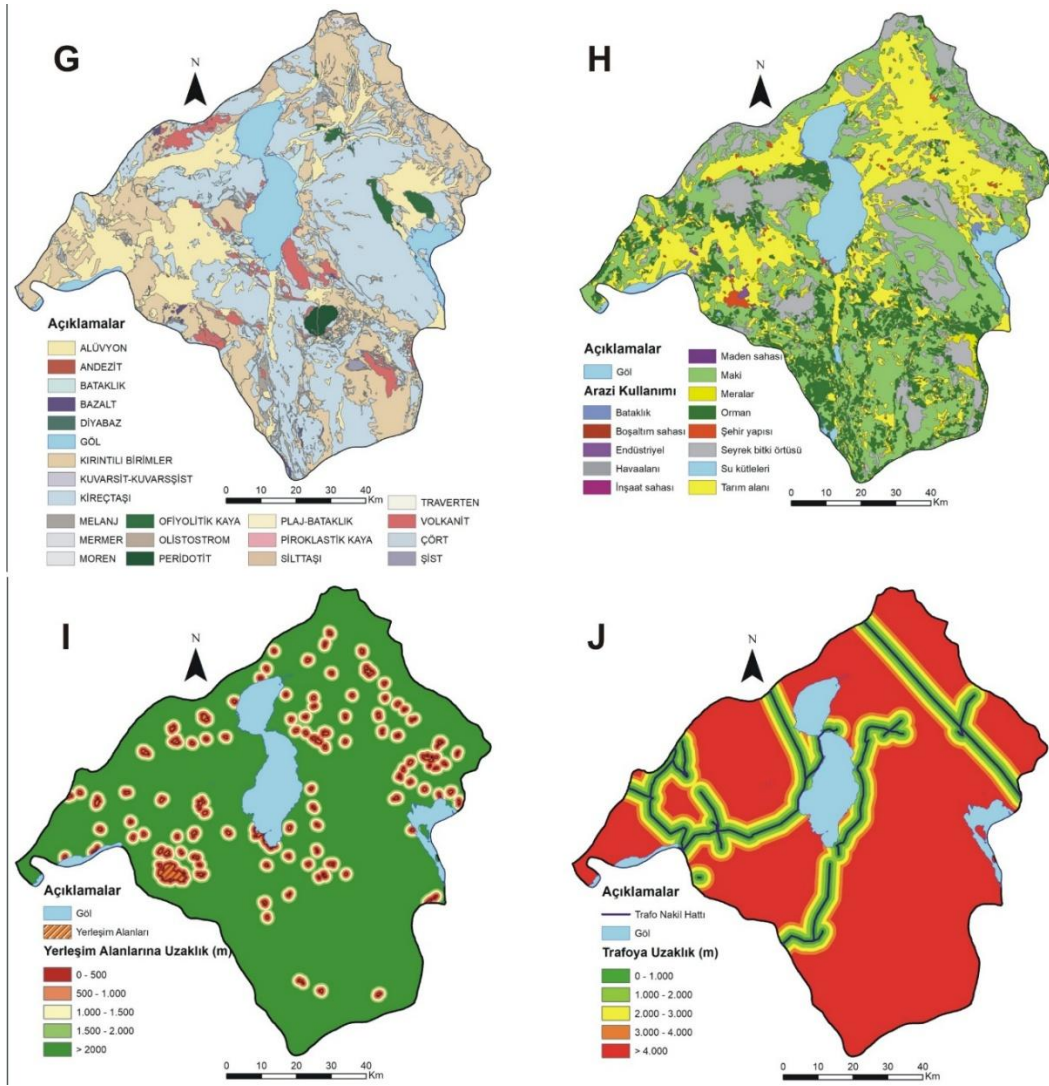 G
N
Açıklamalar
ALÜVYON
ANDEZİT
BATAKLIK
BAZALT
DİYABAZ
GÖL
KIRINTILI BİRİMLER
KUVARSİT-KUVARSŞİST
KİREÇTAŞI
MELANJ
MERMER
MOREN
OFİYOLİTİK KAYA
OLİSTOSTROM
PERİDOTİT
PLAJ-BATAKLIK
PİROKLASTİK KAYA
SİLTTAŞI
TRAVERTEN
VOLKANİT
ÇÖRT
ŞİST
0 10 20 30 40
Km
H
N
Açıklamalar
Göl
Arazi Kullanımı
Bataklık
Boşaltım sahası
Endüstriyel
Havaalanı
İnşaat sahası
Maden sahası
Maki
Meralar
Orman
Şehir yapısı
Seyrek bitki örtüsü
Su kütleleri
Tarım alanı
0 10 20 30 40
Km
I
N
Açıklamalar
Göl
Yerleşim Alanları
Yerleşim Alanlarına Uzaklık (m)
0 - 500
500 - 1.000
1.000 - 1.500
1.500 - 2.000
> 2000
0 10 20 30 40
Km
J
N
Açıklamalar
Trafo Nakil Hattı
Göl
Trafoya Uzaklık (m)
0 - 1.000
1.000 - 2.000
2.000 - 3.000
3.000 - 4.000
> 4.000
0 10 20 30 40
Km